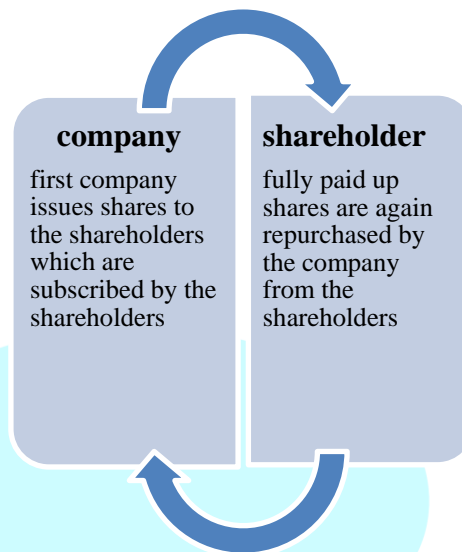 company
first company
issues shares to
the shareholders
which are
subscribed by the
shareholders
shareholder
fully paid up
shares are again
repurchased by
the company
from the
shareholders